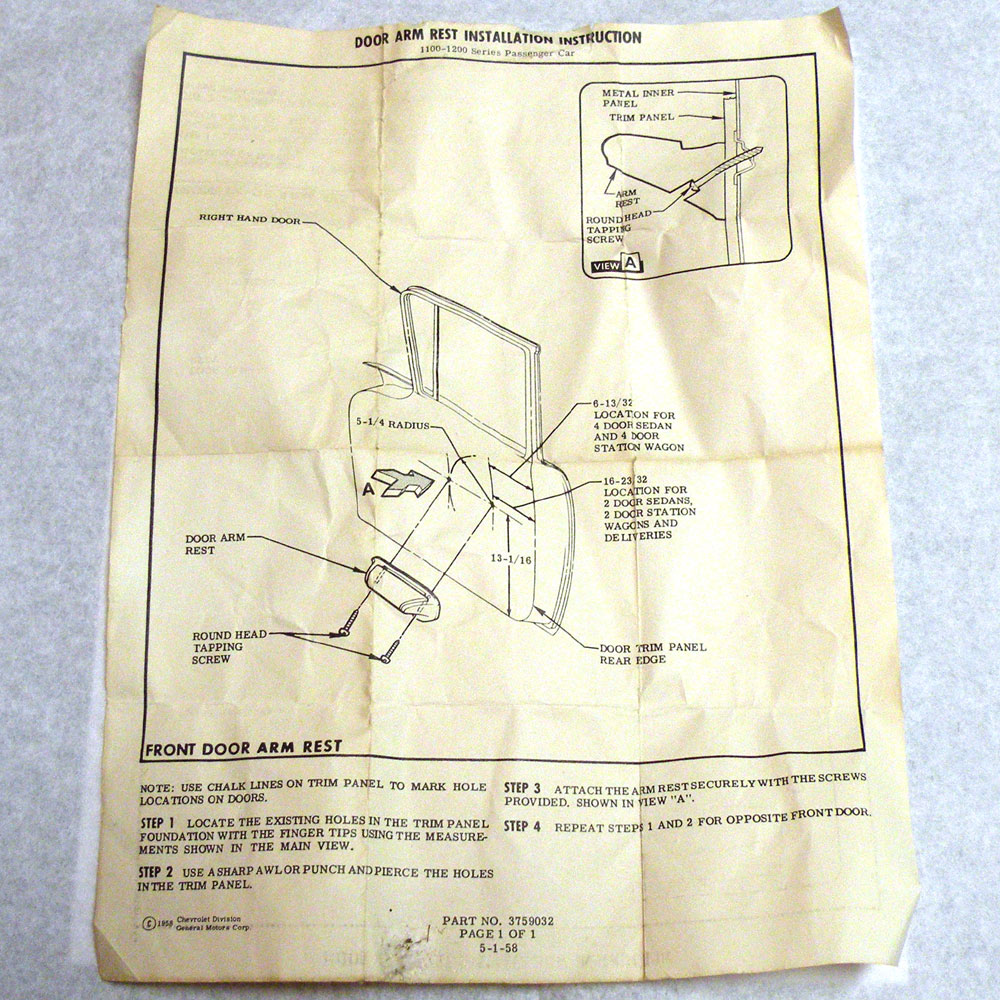 DOOR ARM REST INSTALLATION INSTRUCTION
1100-1200 Series Passenger Car
METAL INNER
PANEL
TRIM PANEL
ARM
REST
ROUND HEAD
TAPPING
SCREW
VIEW A
RIGHT HAND DOOR
6-13/32
LOCATION FOR
4 DOOR SEDAN
AND 4 DOOR
STATION WAGON
5-1/4 RADIUS
A
16-23/32
LOCATION FOR
2 DOOR SEDANS,
2 DOOR STATION
WAGONS AND
DELIVERIES
13-1/16
DOOR ARM
REST
ROUND HEAD
TAPPING
SCREW
DOOR TRIM PANEL
REAR EDGE
FRONT DOOR ARM REST
NOTE: USE CHALK LINES ON TRIM PANEL TO MARK HOLE
LOCATIONS ON DOORS.
STEP 1 LOCATE THE EXISTING HOLES IN THE TRIM PANEL
FOUNDATION WITH THE FINGER TIPS USING THE MEASURE-
MENTS SHOWN IN THE MAIN VIEW.
STEP 2 USE A SHARP AWL OR PUNCH AND PIERCE THE HOLES
IN THE TRIM PANEL.
STEP 3 ATTACH THE ARM REST SECURELY WITH THE SCREWS
PROVIDED. SHOWN IN VIEW "A".
STEP 4 REPEAT STEPS 1 AND 2 FOR OPPOSITE FRONT DOOR.
© 1958 Chevrolet Division
General Motors Corp.
PART NO. 3759032
PAGE 1 OF 1
5-1-58